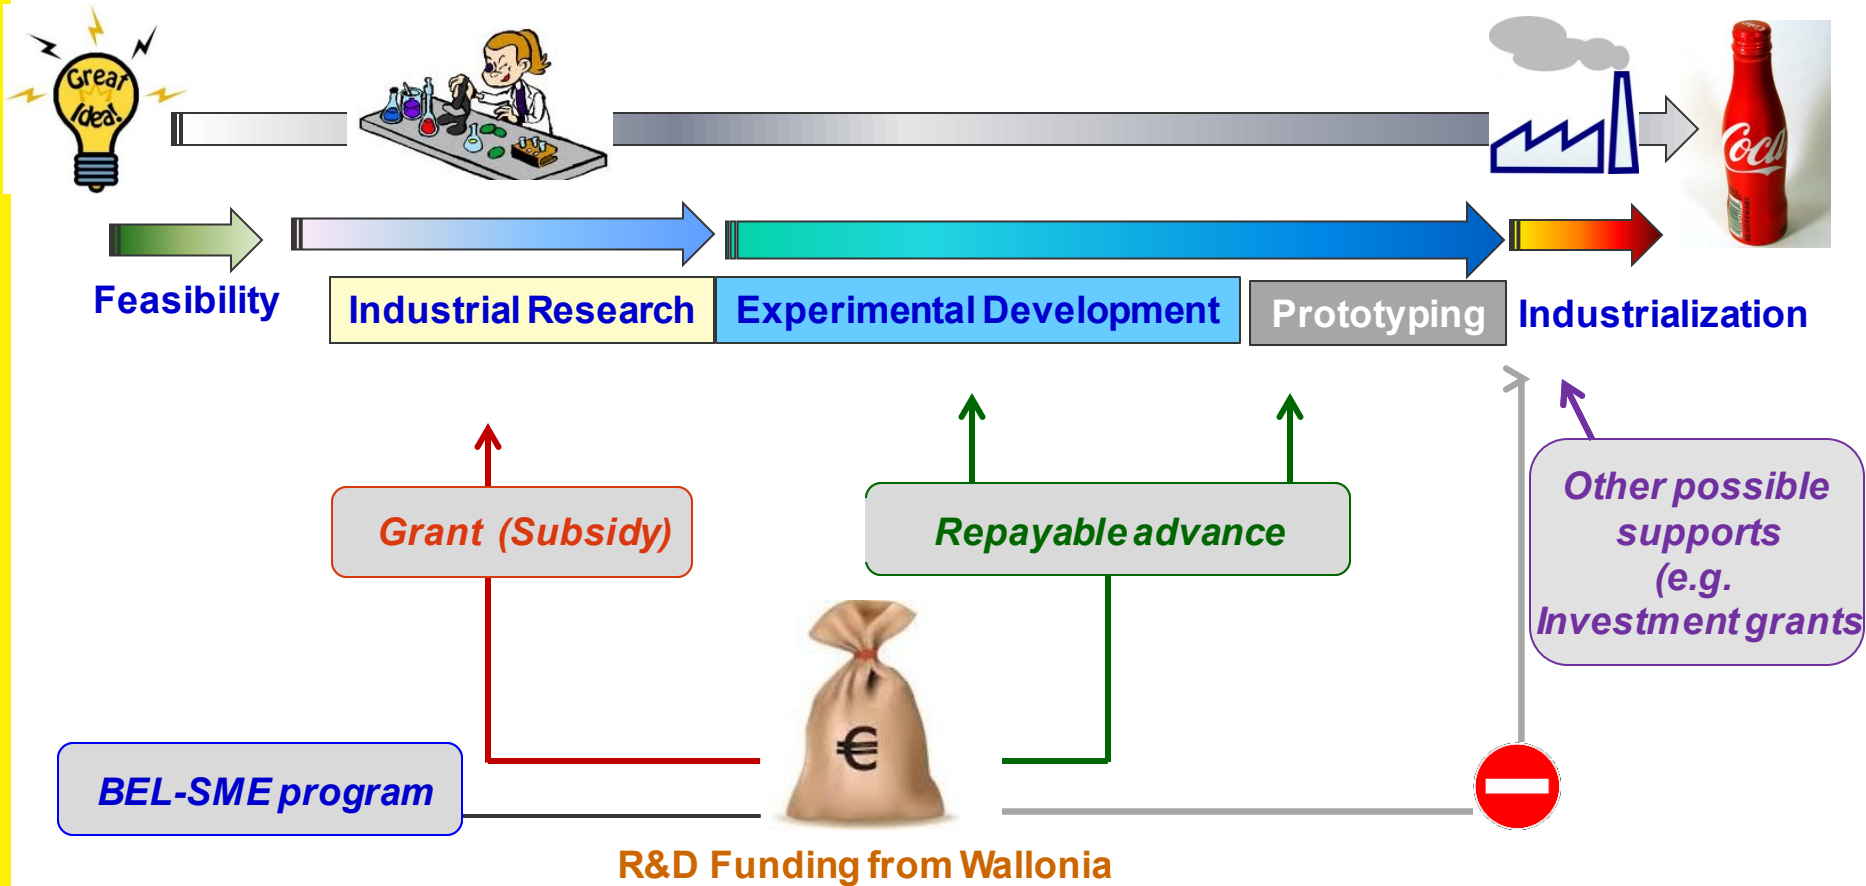 Great
Idea!
Coca
Feasibility
Industrial Research
Experimental Development
Prototyping
Industrialization
Grant (Subsidy)
Repayable advance
Other possible
supports
(e.g.
Investment grants
€
BEL-SME program
R&D Funding from Wallonia